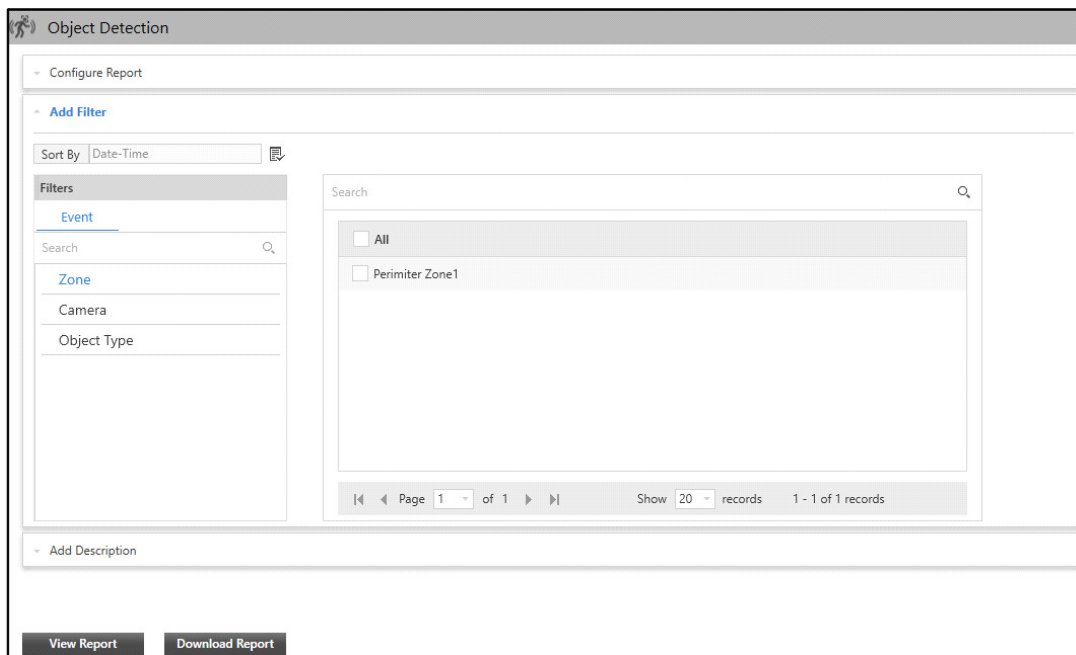 Object Detection
Configure Report
Add Filter
Sort By Date-Time
Filters
Event
Search
Zone
Camera
Object Type
Search
All
Perimiter Zone1
Page 1 of 1 Show 20 records 1 - 1 of 1 records
Add Description
View Report Download Report